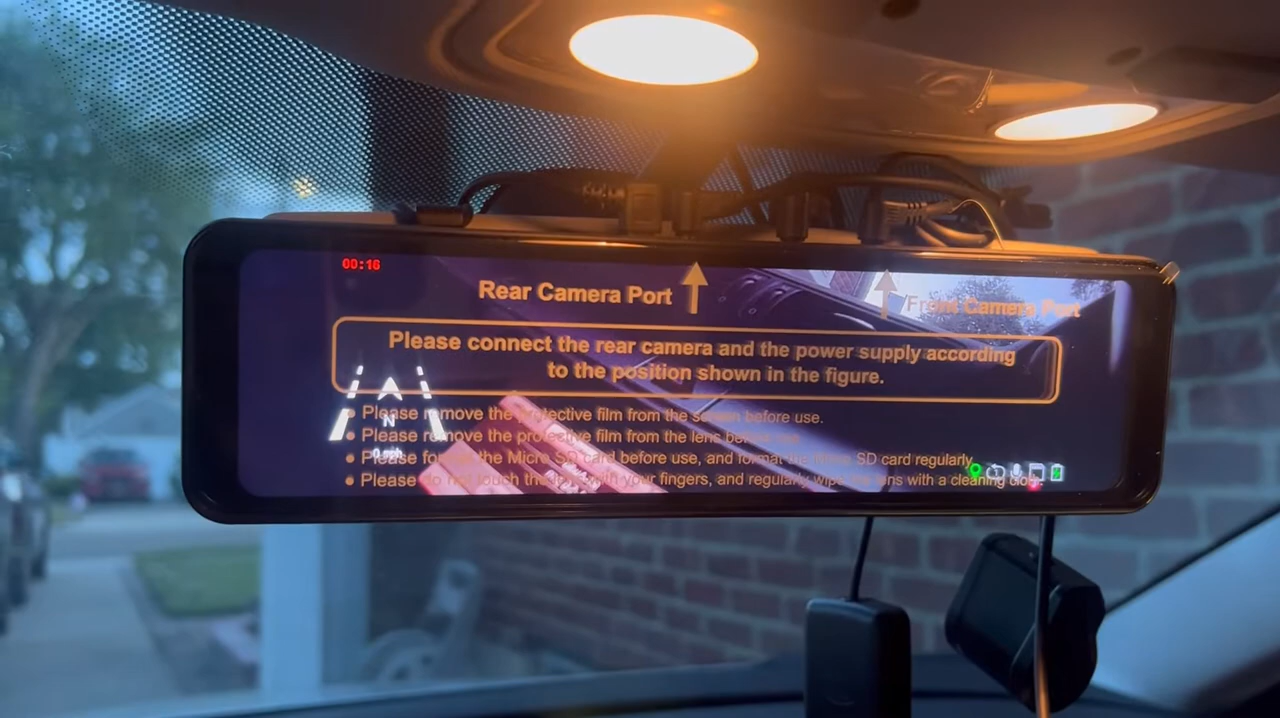 00:16
Rear Camera Port
Front Camera Port
Please connect the rear camera and the power supply according
to the position shown in the figure.
N
• Please remove the protective film from the screen before use.
• Please remove the protective film from the lens before use.
• Please format the Micro SD card before use, and format the Micro SD card regularly.
• Please do not touch the lens with your fingers, and regularly wipe the lens with a cleaning cloth.